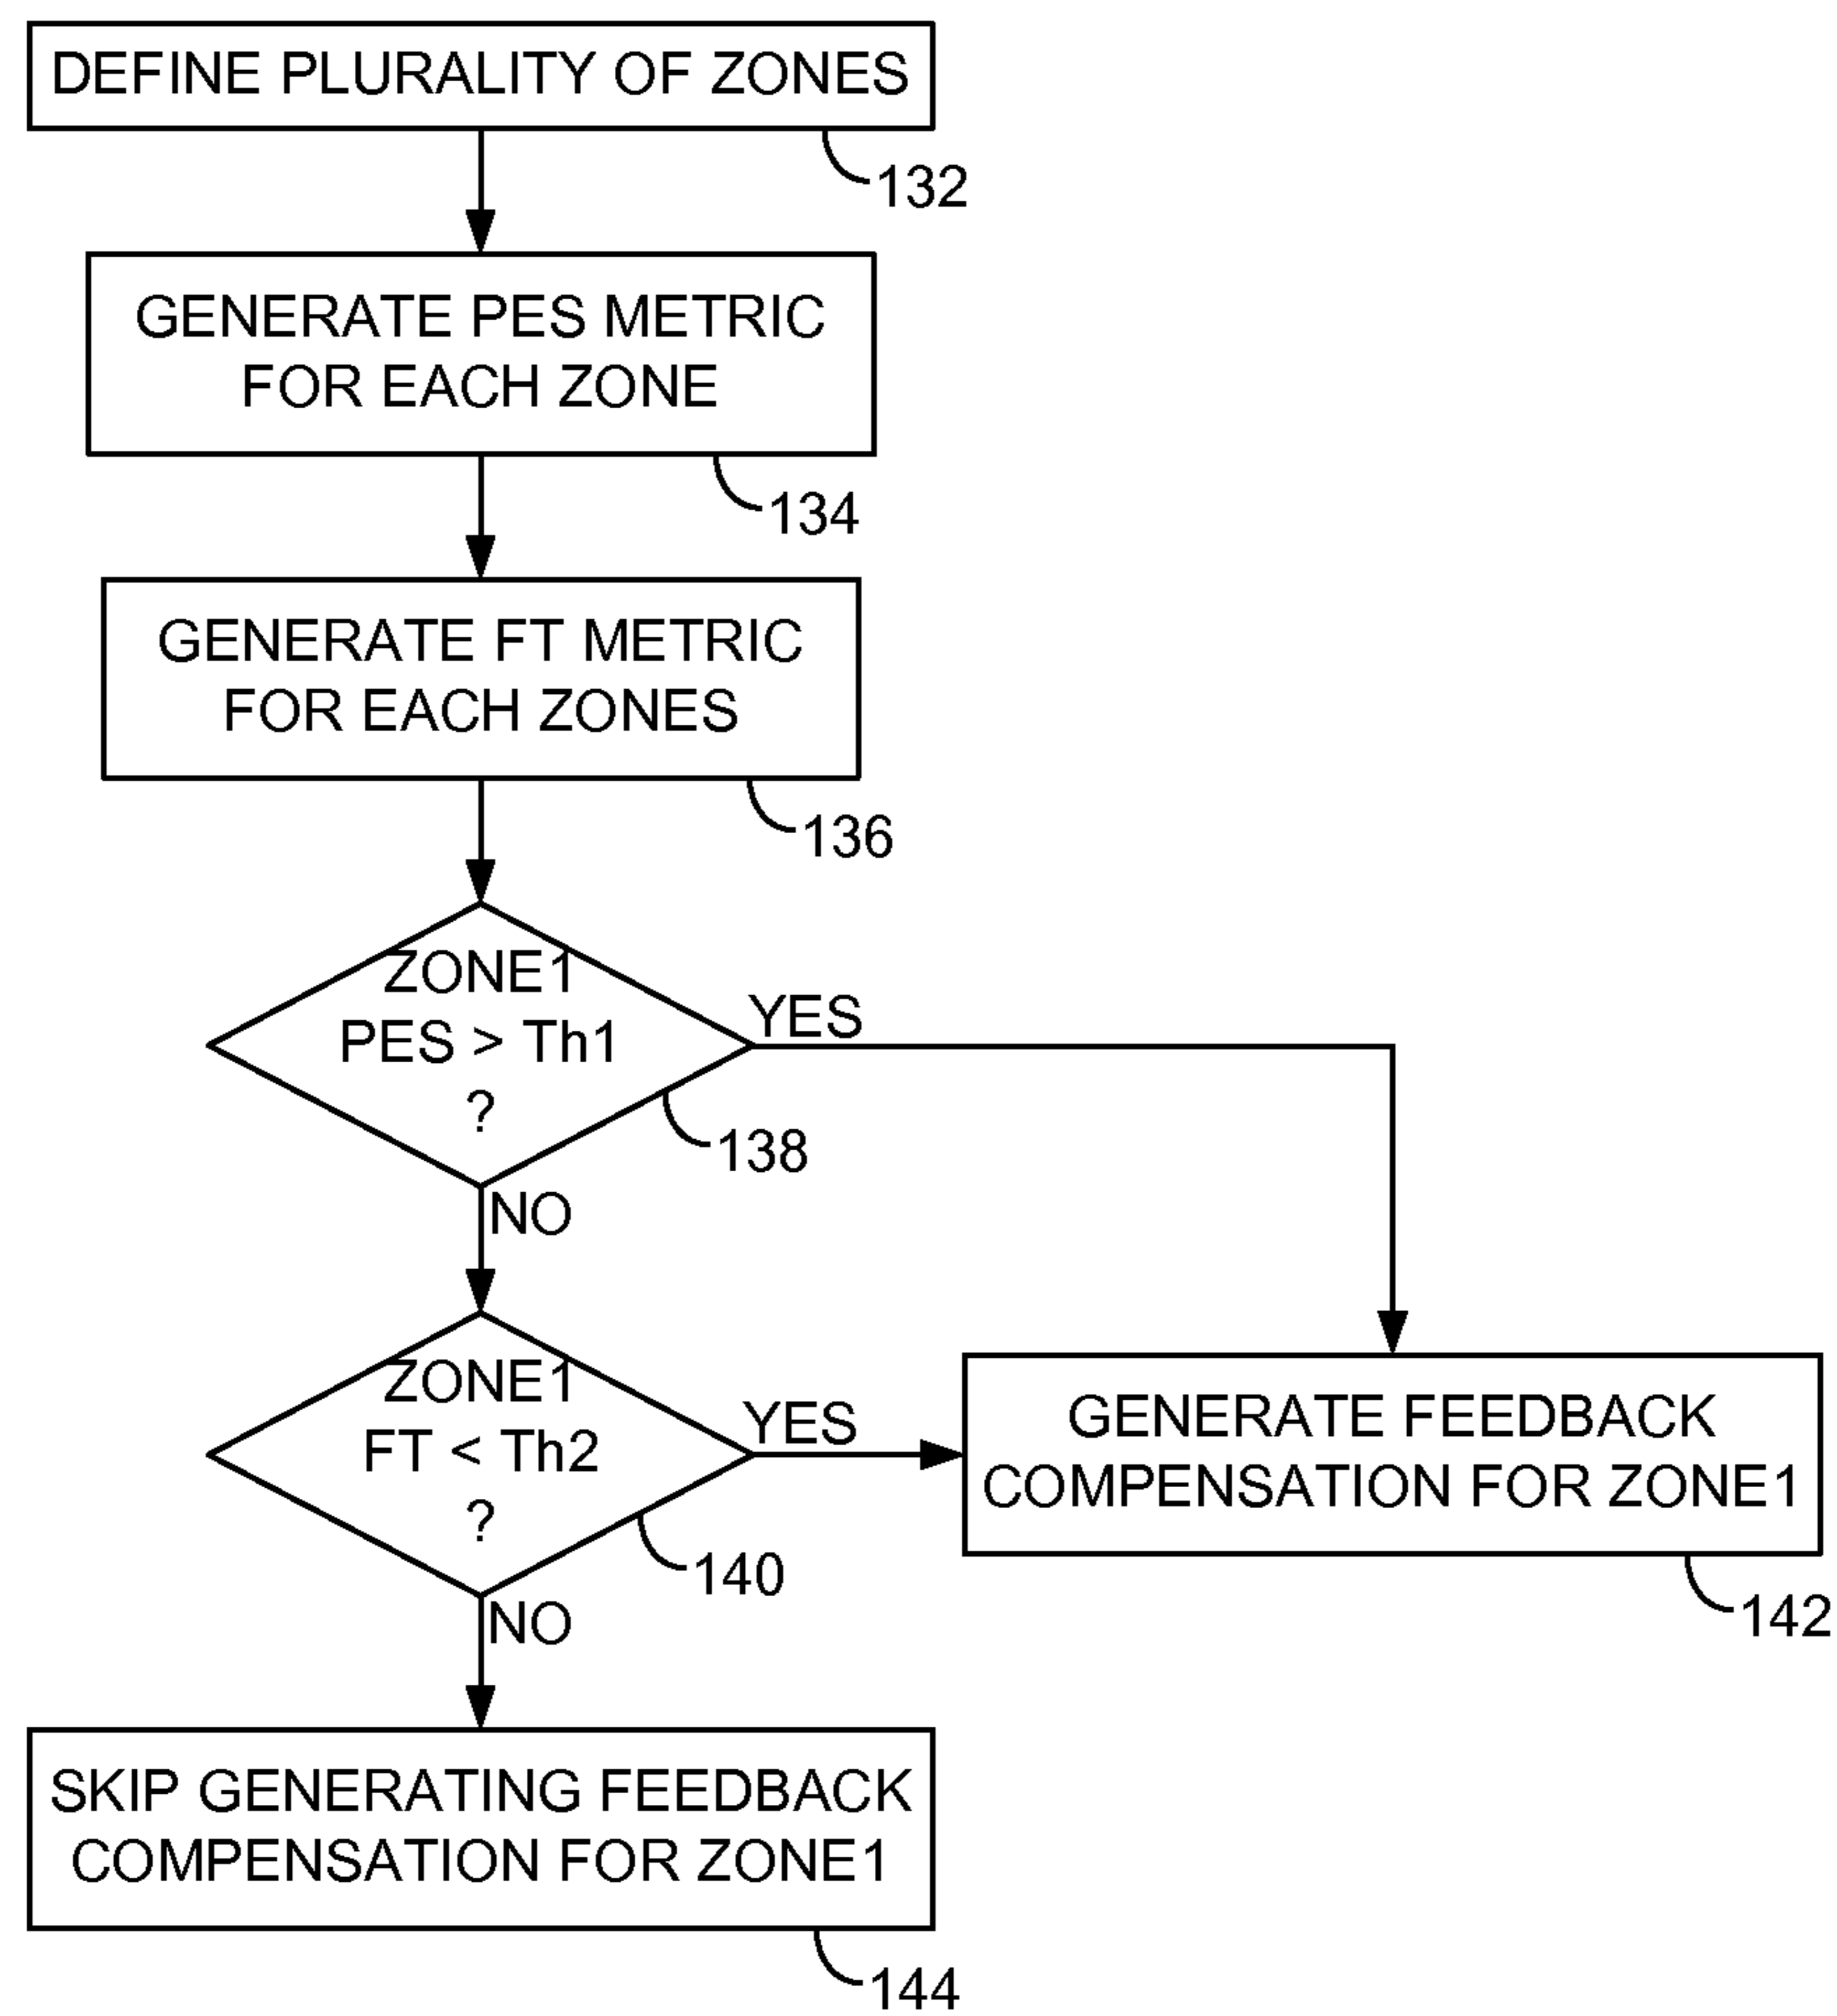 DEFINE PLURALITY OF ZONES
132
GENERATE PES METRIC
FOR EACH ZONE
134
GENERATE FT METRIC
FOR EACH ZONES
136
ZONE1
PES > Th1
?
YES
138
NO
ZONE1
FT < Th2
?
YES
140
NO
GENERATE FEEDBACK
COMPENSATION FOR ZONE1
142
SKIP GENERATING FEEDBACK
COMPENSATION FOR ZONE1
144